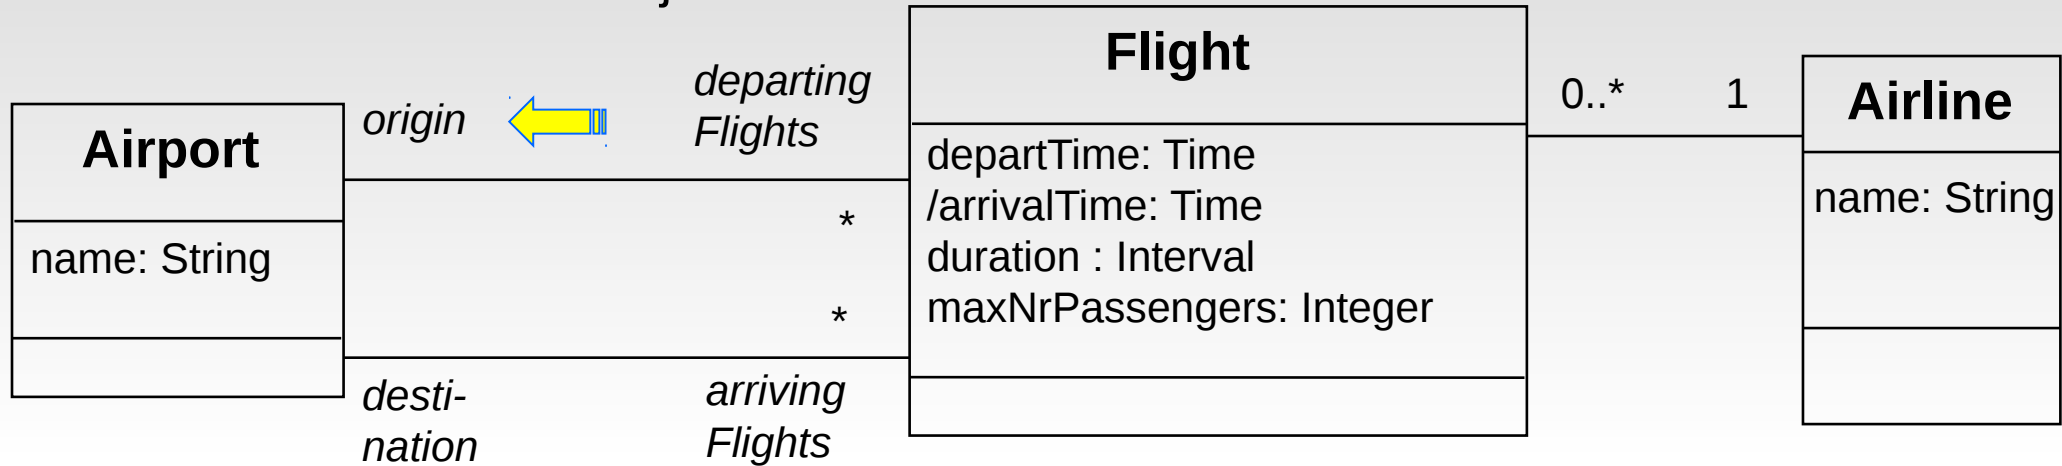 Airport
name: String
origin
departing
Flights
*
*
desti-
nation
arriving
Flights
Flight
departTime: Time
/arrivalTime: Time
duration : Interval
maxNrPassengers: Integer
0..*
1
Airline
name: String